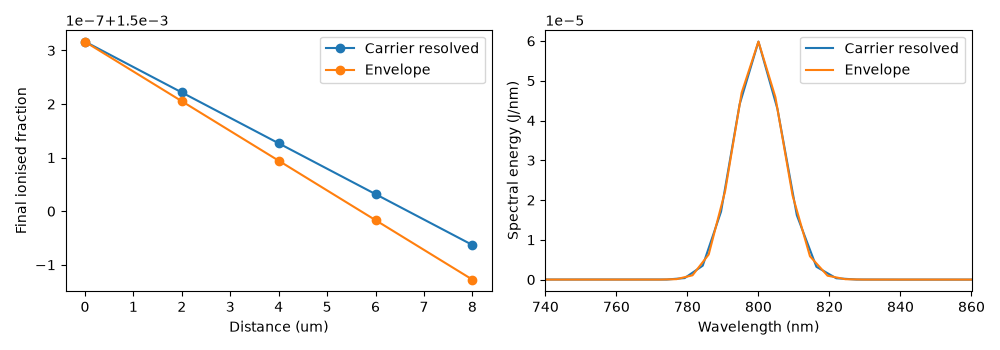 1e−7+1.5e−3
3
2
1
0
−1
0 1 2 3 4 5 6 7 8
Final ionised fraction
Distance (um)
Carrier resolved
Envelope
1e−5
6
5
4
3
2
1
0
740 760 780 800 820 840 860
Spectral energy (J/nm)
Wavelength (nm)
Carrier resolved
Envelope